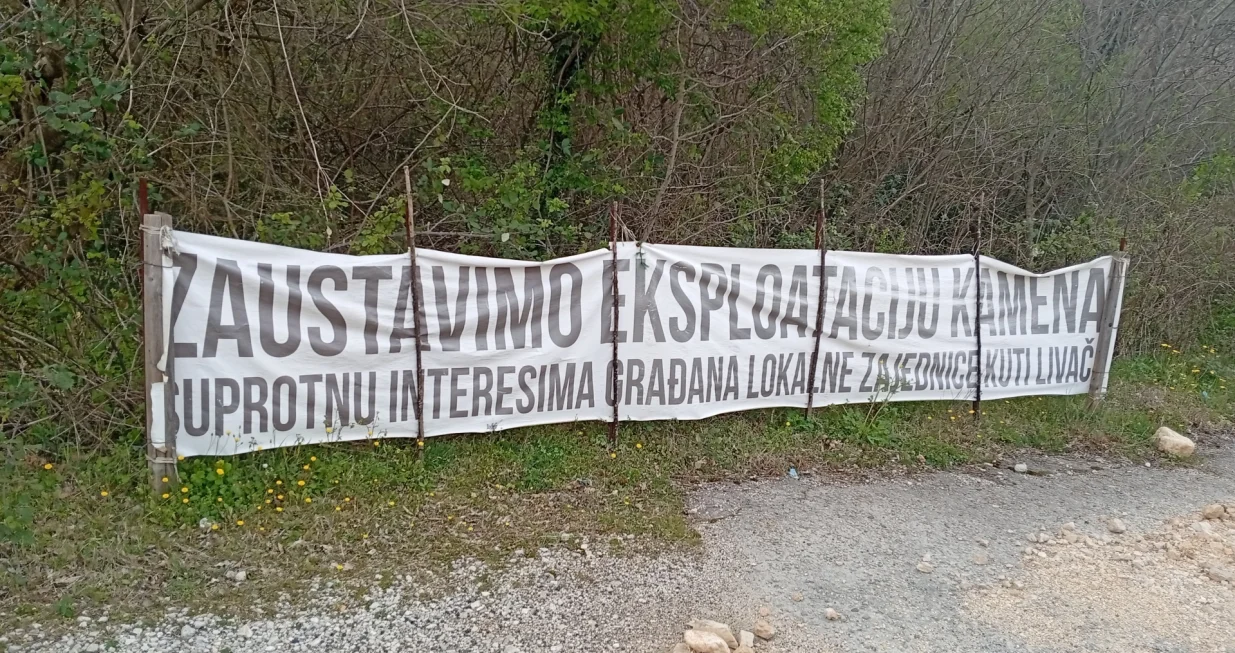 ZAUSTAVIMO EKSPLOATACIJU KAMENA
SUPROTNU INTERESIMA GRAĐANA LOKALNE ZAJEDNICE KUTI LIVAČ